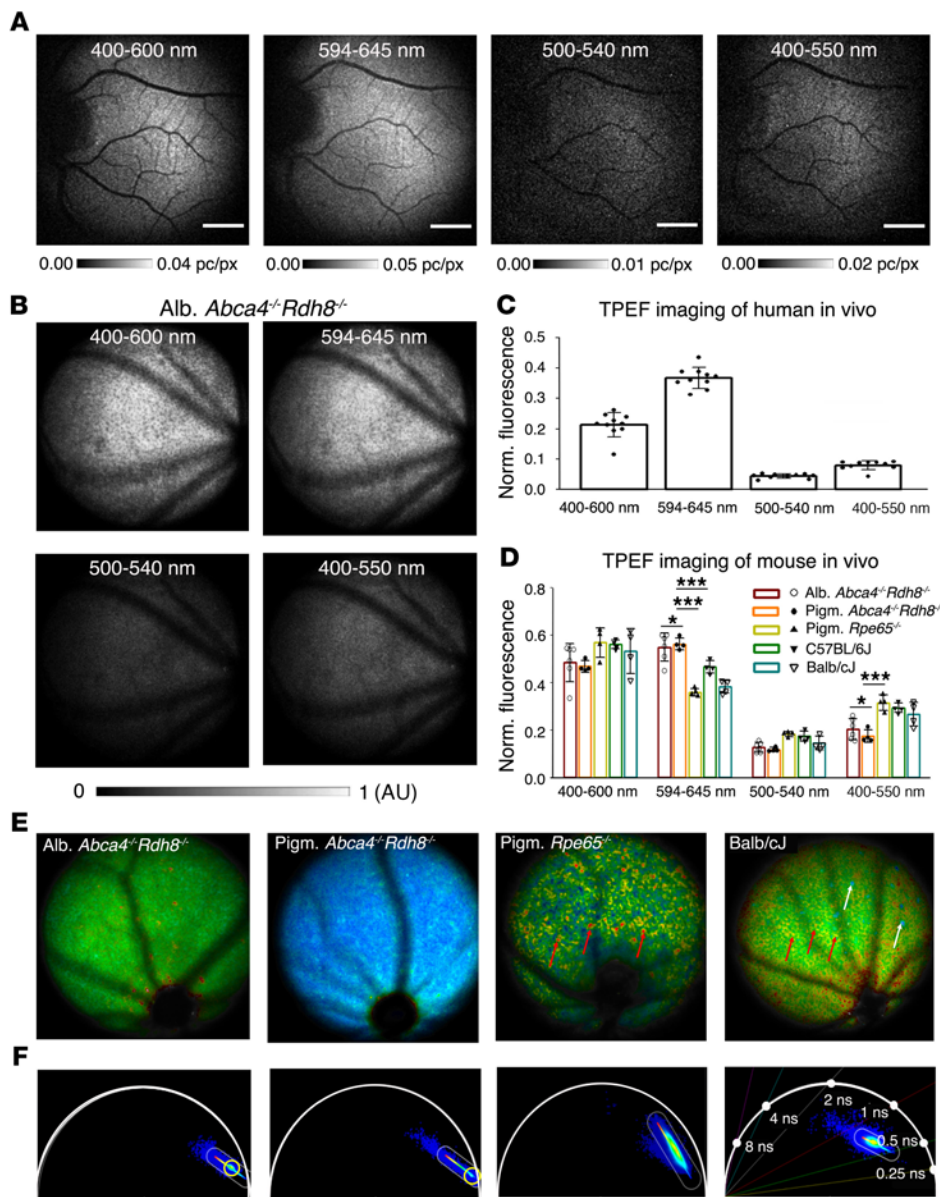 A
400-600 nm
594-645 nm
500-540 nm
400-550 nm
0.00 0.04 pc/px
0.00 0.05 pc/px
0.00 0.01 pc/px
0.00 0.02 pc/px
B
Alb. Abca4-/-Rdh8-/-
400-600 nm
594-645 nm
500-540 nm
400-550 nm
0 1 (AU)
C
TPEF imaging of human in vivo
Norm. fluorescence
0.5
0.4
0.3
0.2
0.1
0.0
400-600 nm
594-645 nm
500-540 nm
400-550 nm
D
TPEF imaging of mouse in vivo
Norm. fluorescence
0.8
0.6
0.4
0.2
0.0
***
***
*
*
***
Alb. Abca4-/-Rdh8-/-
Pigm. Abca4-/-Rdh8-/-
Pigm. Rpe65-/-
C57BL/6J
Balb/cJ
400-600 nm
594-645 nm
500-540 nm
400-550 nm
E
Alb. Abca4-/-Rdh8-/-
Pigm. Abca4-/-Rdh8-/-
Pigm. Rpe65-/-
Balb/cJ
F
8 ns
4 ns
2 ns
1 ns
0.5 ns
0.25 ns